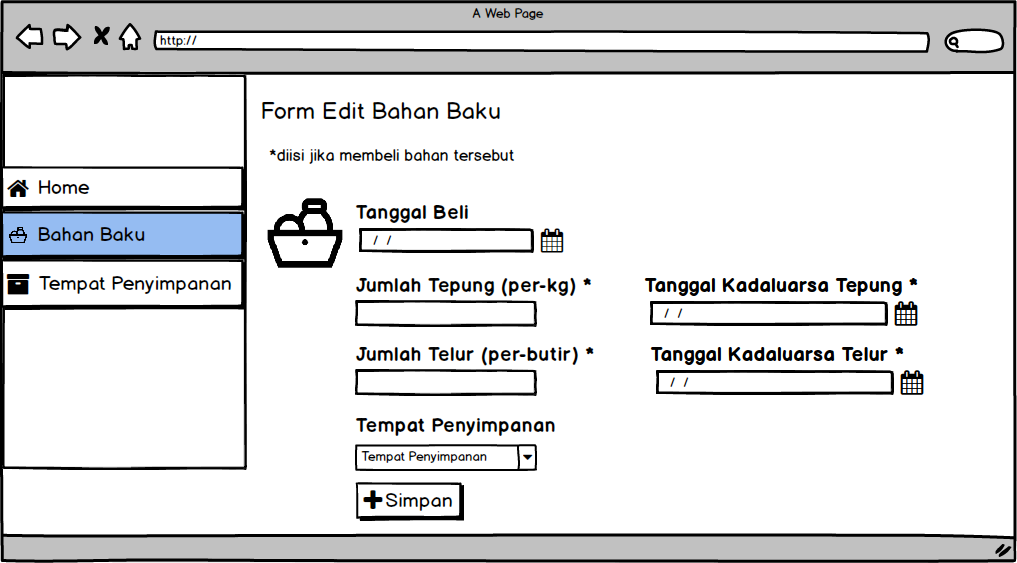 A Web Page
http://
Home
Bahan Baku
Tempat Penyimpanan
Form Edit Bahan Baku
*diisi jika membeli bahan tersebut
Tanggal Beli
/ /
Jumlah Tepung (per-kg) *
Tanggal Kadaluarsa Tepung *
/ /
Jumlah Telur (per-butir) *
Tanggal Kadaluarsa Telur *
/ /
Tempat Penyimpanan
Tempat Penyimpanan
Simpan